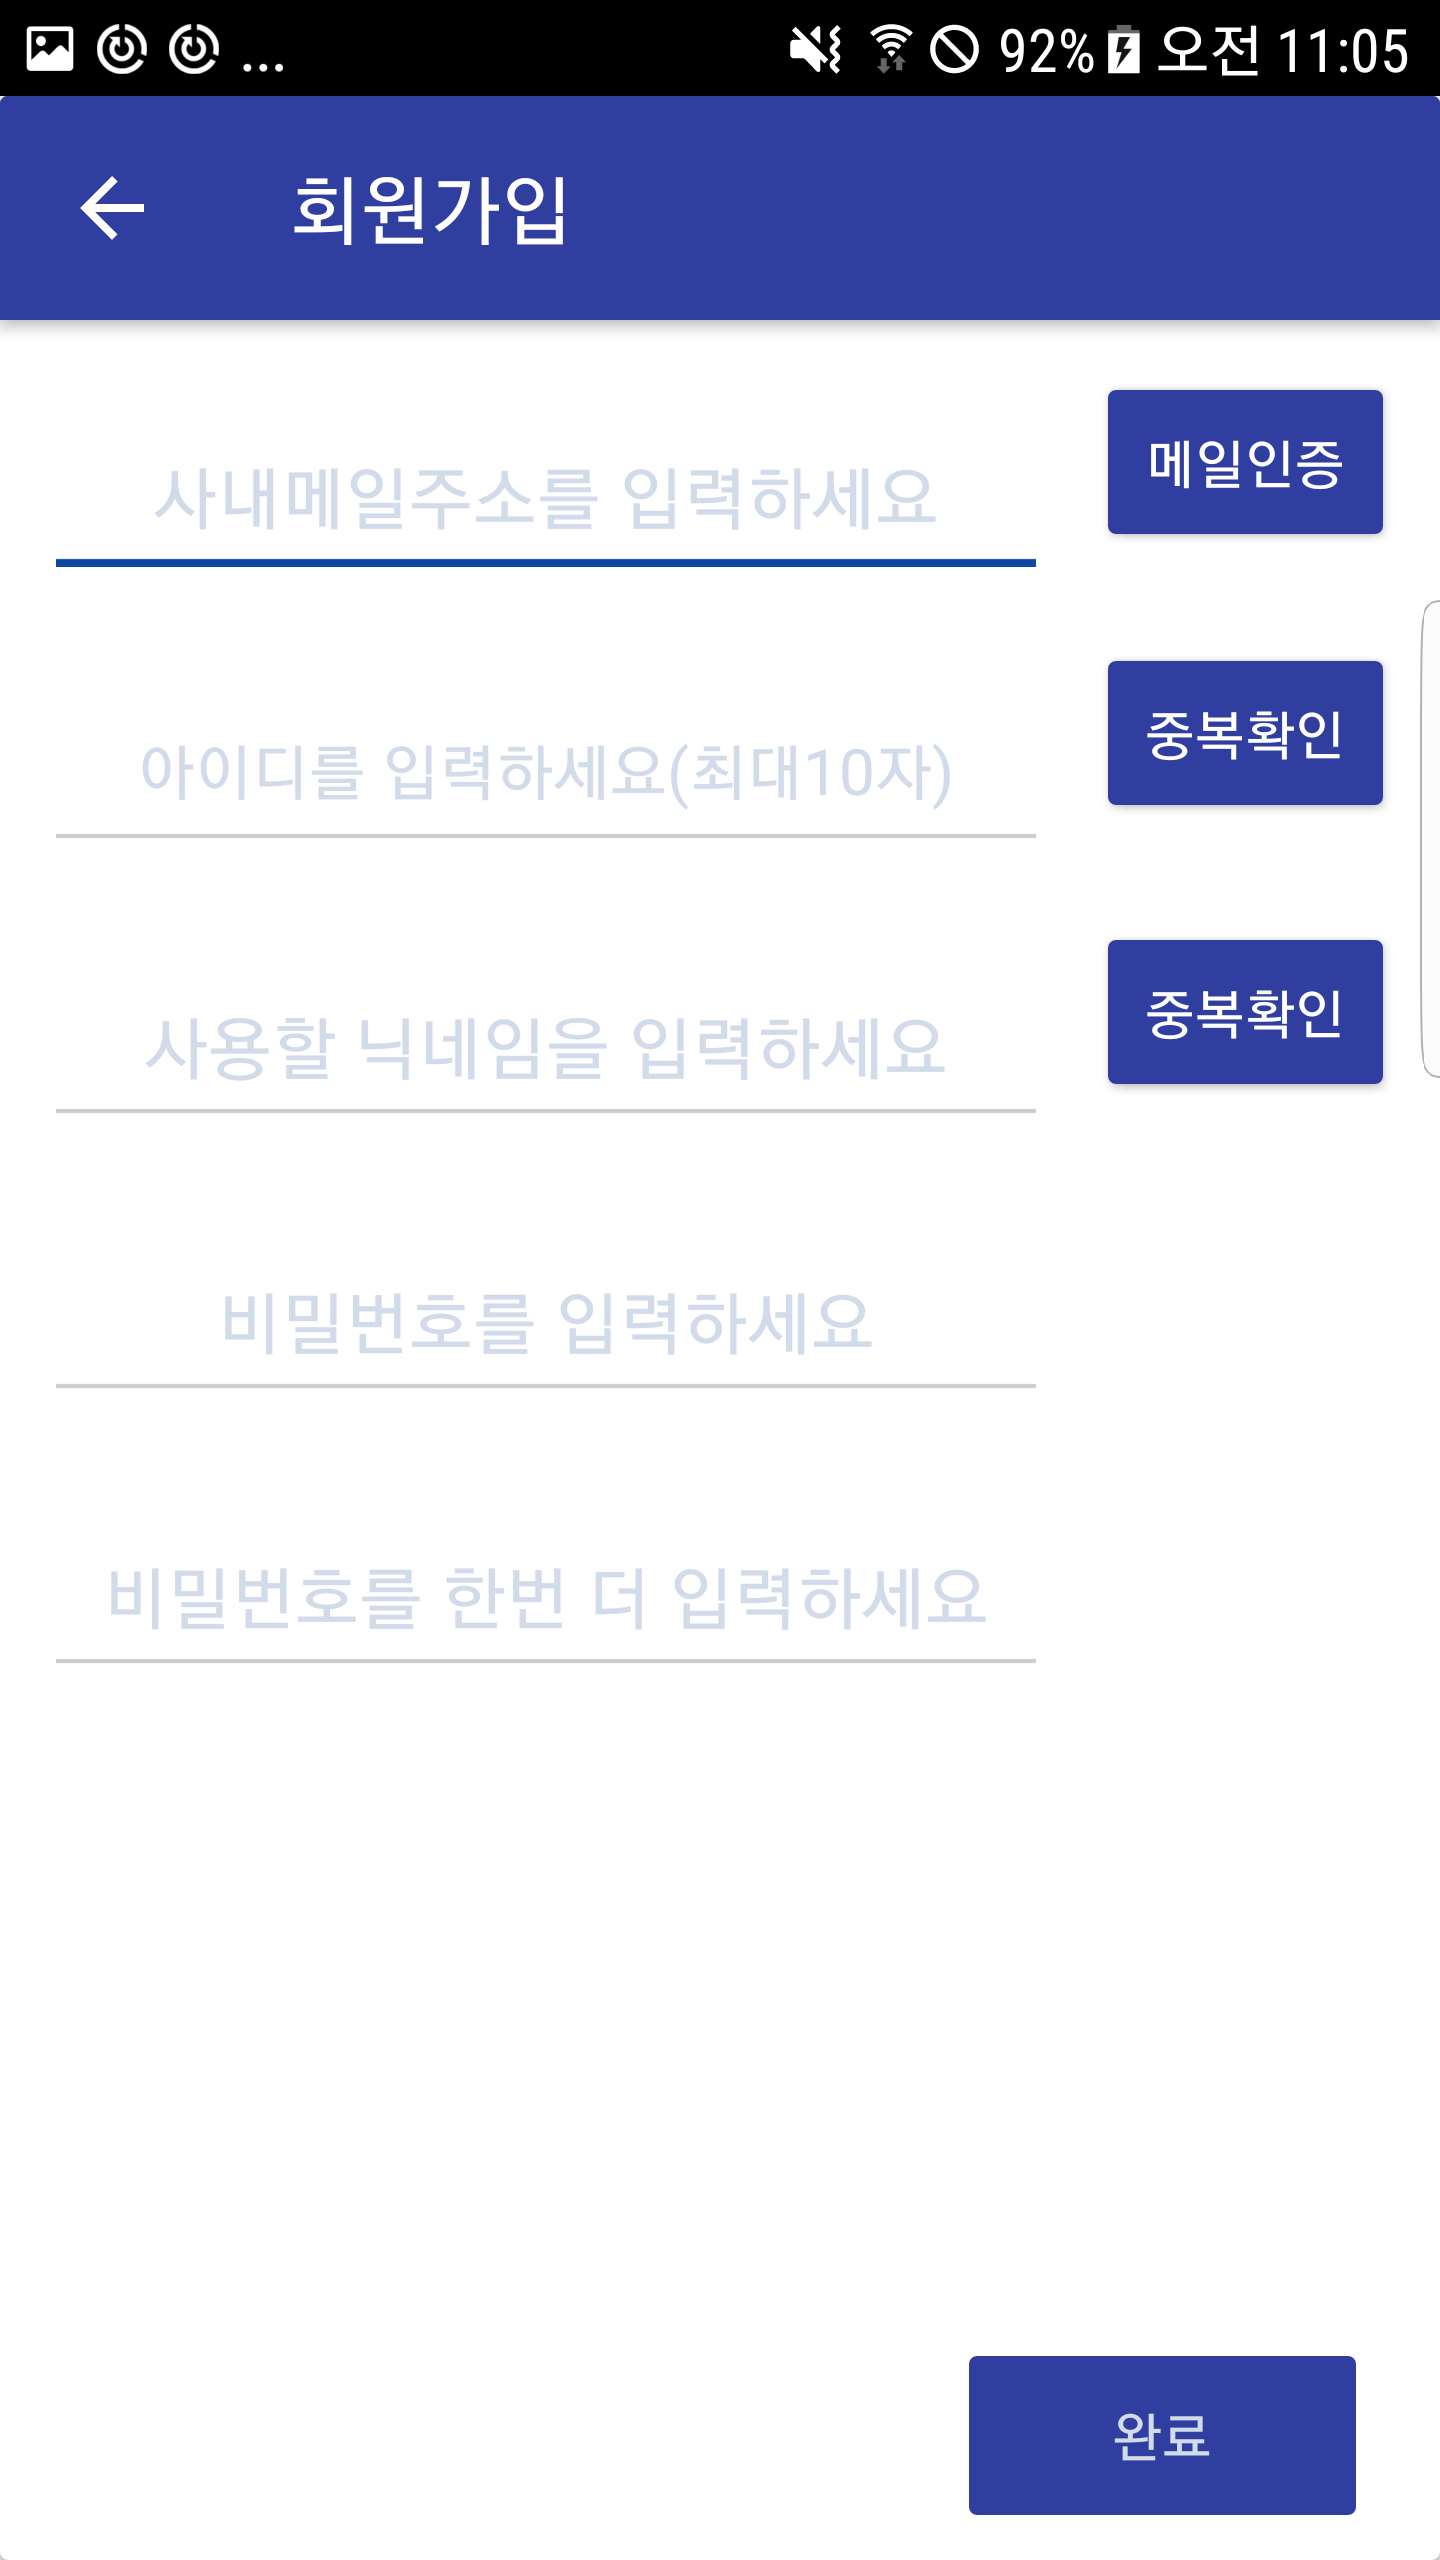 ... 92% 오전 11:05
회원가입
사내메일주소를 입력하세요
메일인증
아이디를 입력하세요(최대10자)
중복확인
사용할 닉네임을 입력하세요
중복확인
비밀번호를 입력하세요
비밀번호를 한번 더 입력하세요
완료